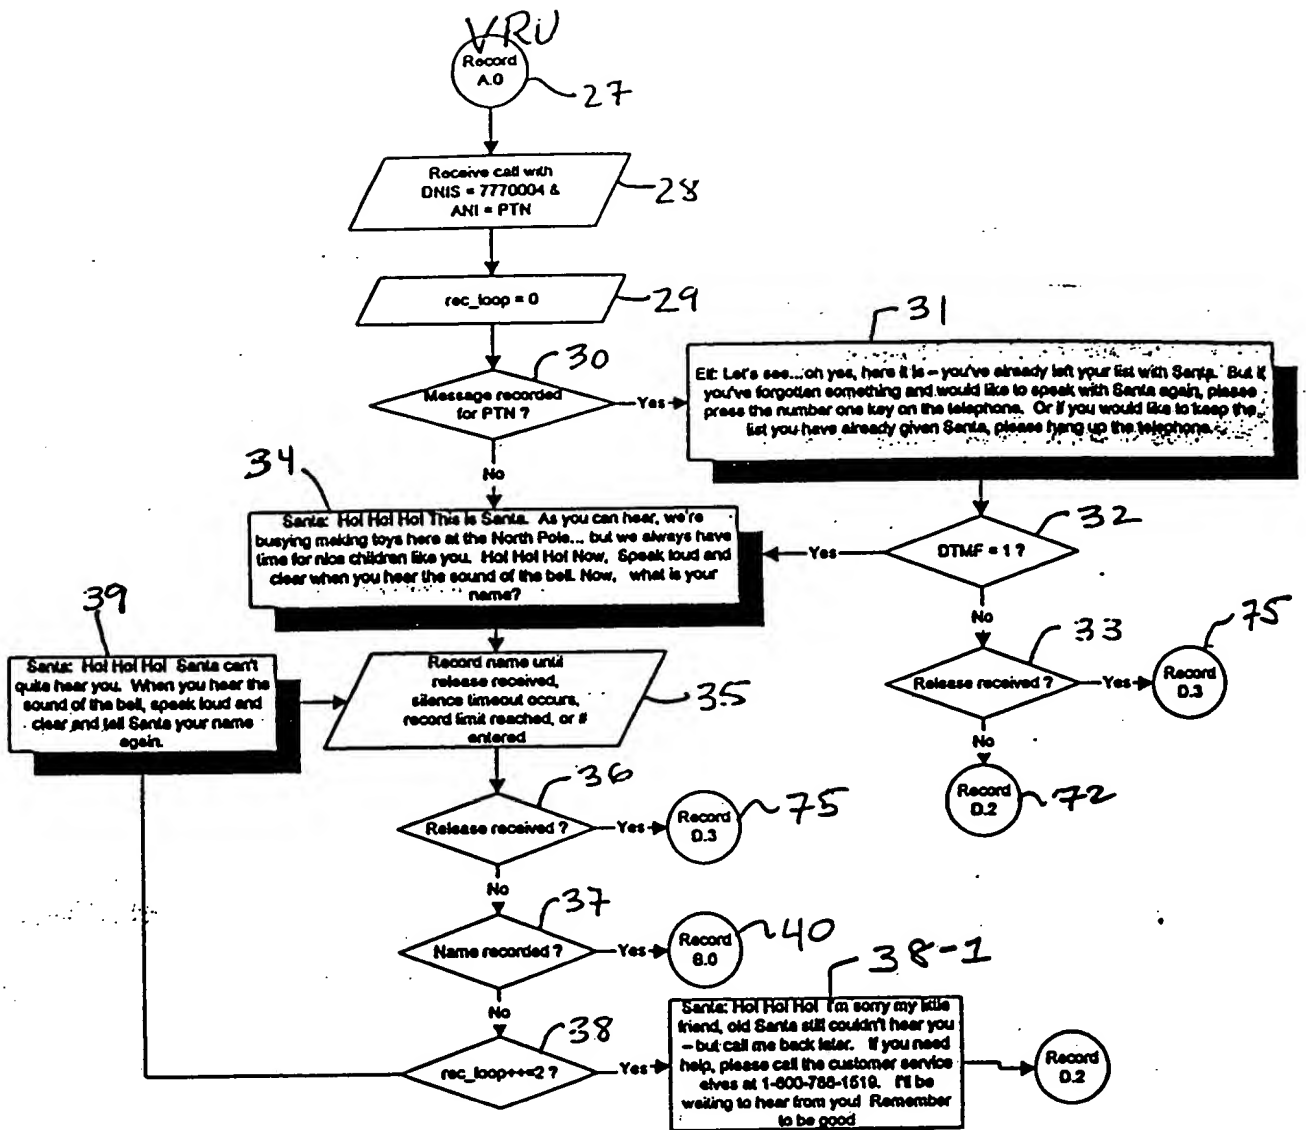 VRU
Record
A.0
27
Receive call with
DNIS = 7770004 &
ANI = PTN
28
rec_loop = 0
29
30
Message recorded
for PTN ?
Yes
No
31
Elf: Let's see...oh yes, here it is – you've already left your list with Santa. But if
you've forgotten something and would like to speak with Santa again, please
press the number one key on the telephone. Or if you would like to keep the
list you have already given Santa, please hang up the telephone.
32
DTMF = 1 ?
Yes
No
33
Release received ?
Yes
75
Record
D.3
No
Record
D.2
72
34
Santa: Ho! Ho! Ho! This is Santa. As you can hear, we're
busying making toys here at the North Pole... but we always have
time for nice children like you. Ho! Ho! Ho! Now, Speak loud and
clear when you hear the sound of the bell. Now, what is your
name?
39
Santa: Ho! Ho! Ho! Santa can't
quite hear you. When you hear the
sound of the bell, speak loud and
clear and tell Santa your name
again.
Record name until
release received,
silence timeout occurs,
record limit reached, or #
entered
35
36
Release received ?
Yes
Record
D.3
75
No
37
Name recorded ?
Yes
Record
B.0
40
No
38
rec_loop++=2 ?
Yes
38-1
Santa: Ho! Ho! Ho! I'm sorry my little
friend, old Santa still couldn't hear you
– but call me back later. If you need
help, please call the customer service
elves at 1-800-788-1519. I'll be
waiting to hear from you! Remember
to be good
Record
D.2